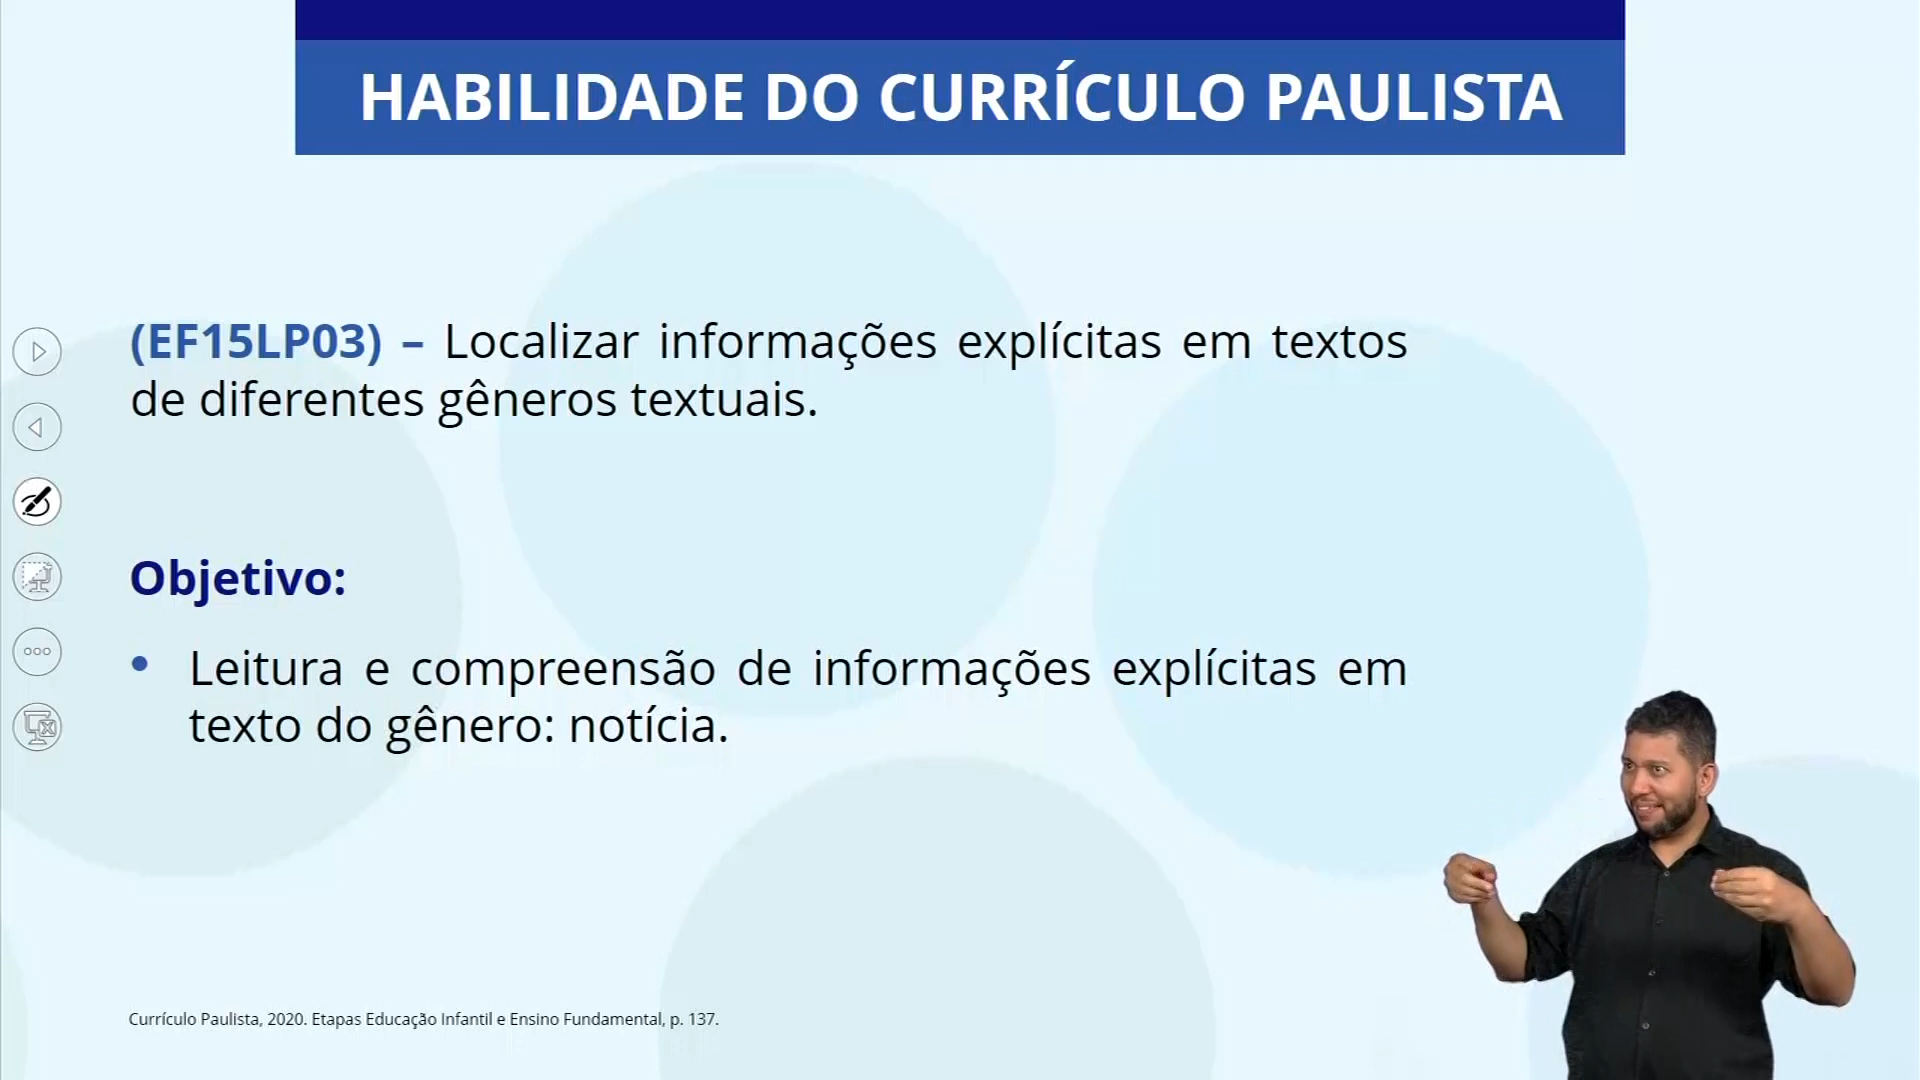 HABILIDADE DO CURRÍCULO PAULISTA
(EF15LP03) – Localizar informações explícitas em textos
de diferentes gêneros textuais.
Objetivo:
• Leitura e compreensão de informações explícitas em
texto do gênero: notícia.
Currículo Paulista, 2020. Etapas Educação Infantil e Ensino Fundamental, p. 137.